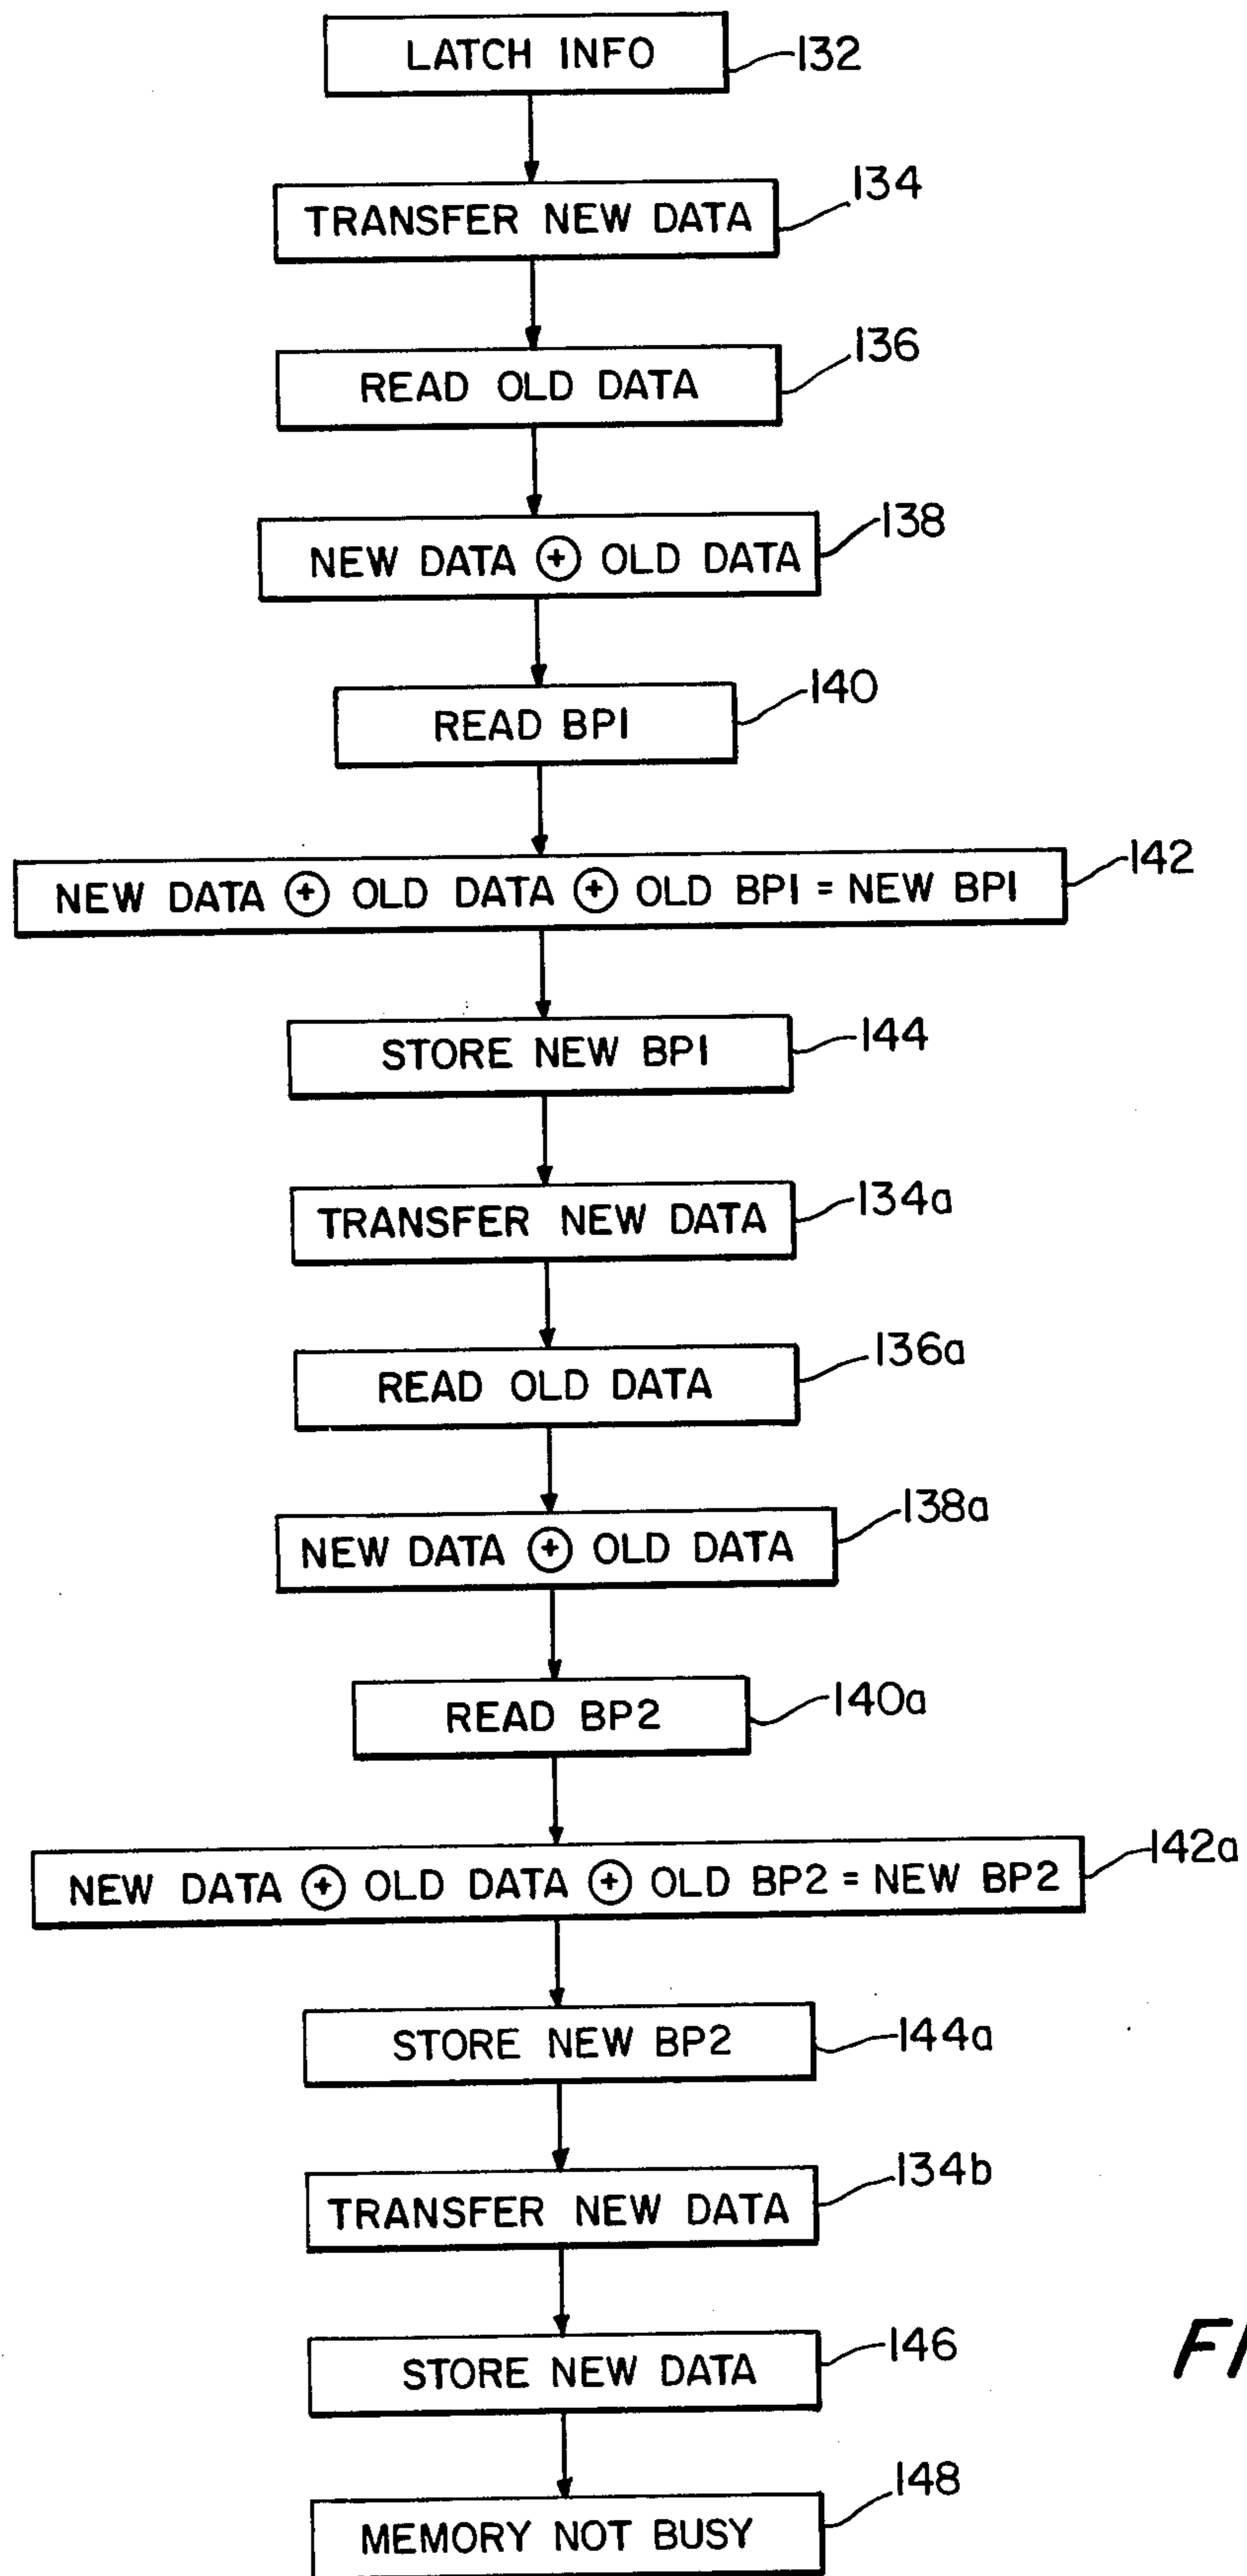 LATCH INFO 132
TRANSFER NEW DATA 134
READ OLD DATA 136
NEW DATA ⊕ OLD DATA 138
READ BP1 140
NEW DATA ⊕ OLD DATA ⊕ OLD BP1 = NEW BP1 142
STORE NEW BP1 144
TRANSFER NEW DATA 134a
READ OLD DATA 136a
NEW DATA ⊕ OLD DATA 138a
READ BP2 140a
NEW DATA ⊕ OLD DATA ⊕ OLD BP2 = NEW BP2 142a
STORE NEW BP2 144a
TRANSFER NEW DATA 134b
STORE NEW DATA 146
MEMORY NOT BUSY 148